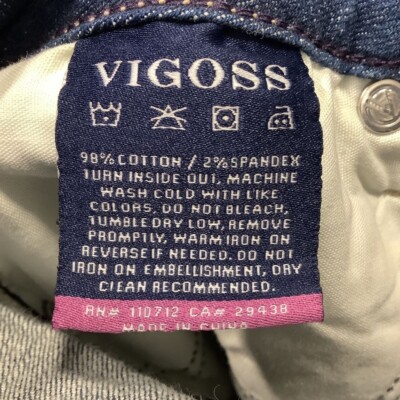 VIGOSS
98% COTTON / 2% SPANDEX
TURN INSIDE OUT, MACHINE
WASH COLD WITH LIKE
COLORS, DO NOT BLEACH,
TUMBLE DRY LOW, REMOVE
PROMPTLY, WARM IRON ON
REVERSE IF NEEDED. DO NOT
IRON ON EMBELLISHMENT, DRY
CLEAN RECOMMENDED.
RN# 110712 CA# 29438
MADE IN CHINA